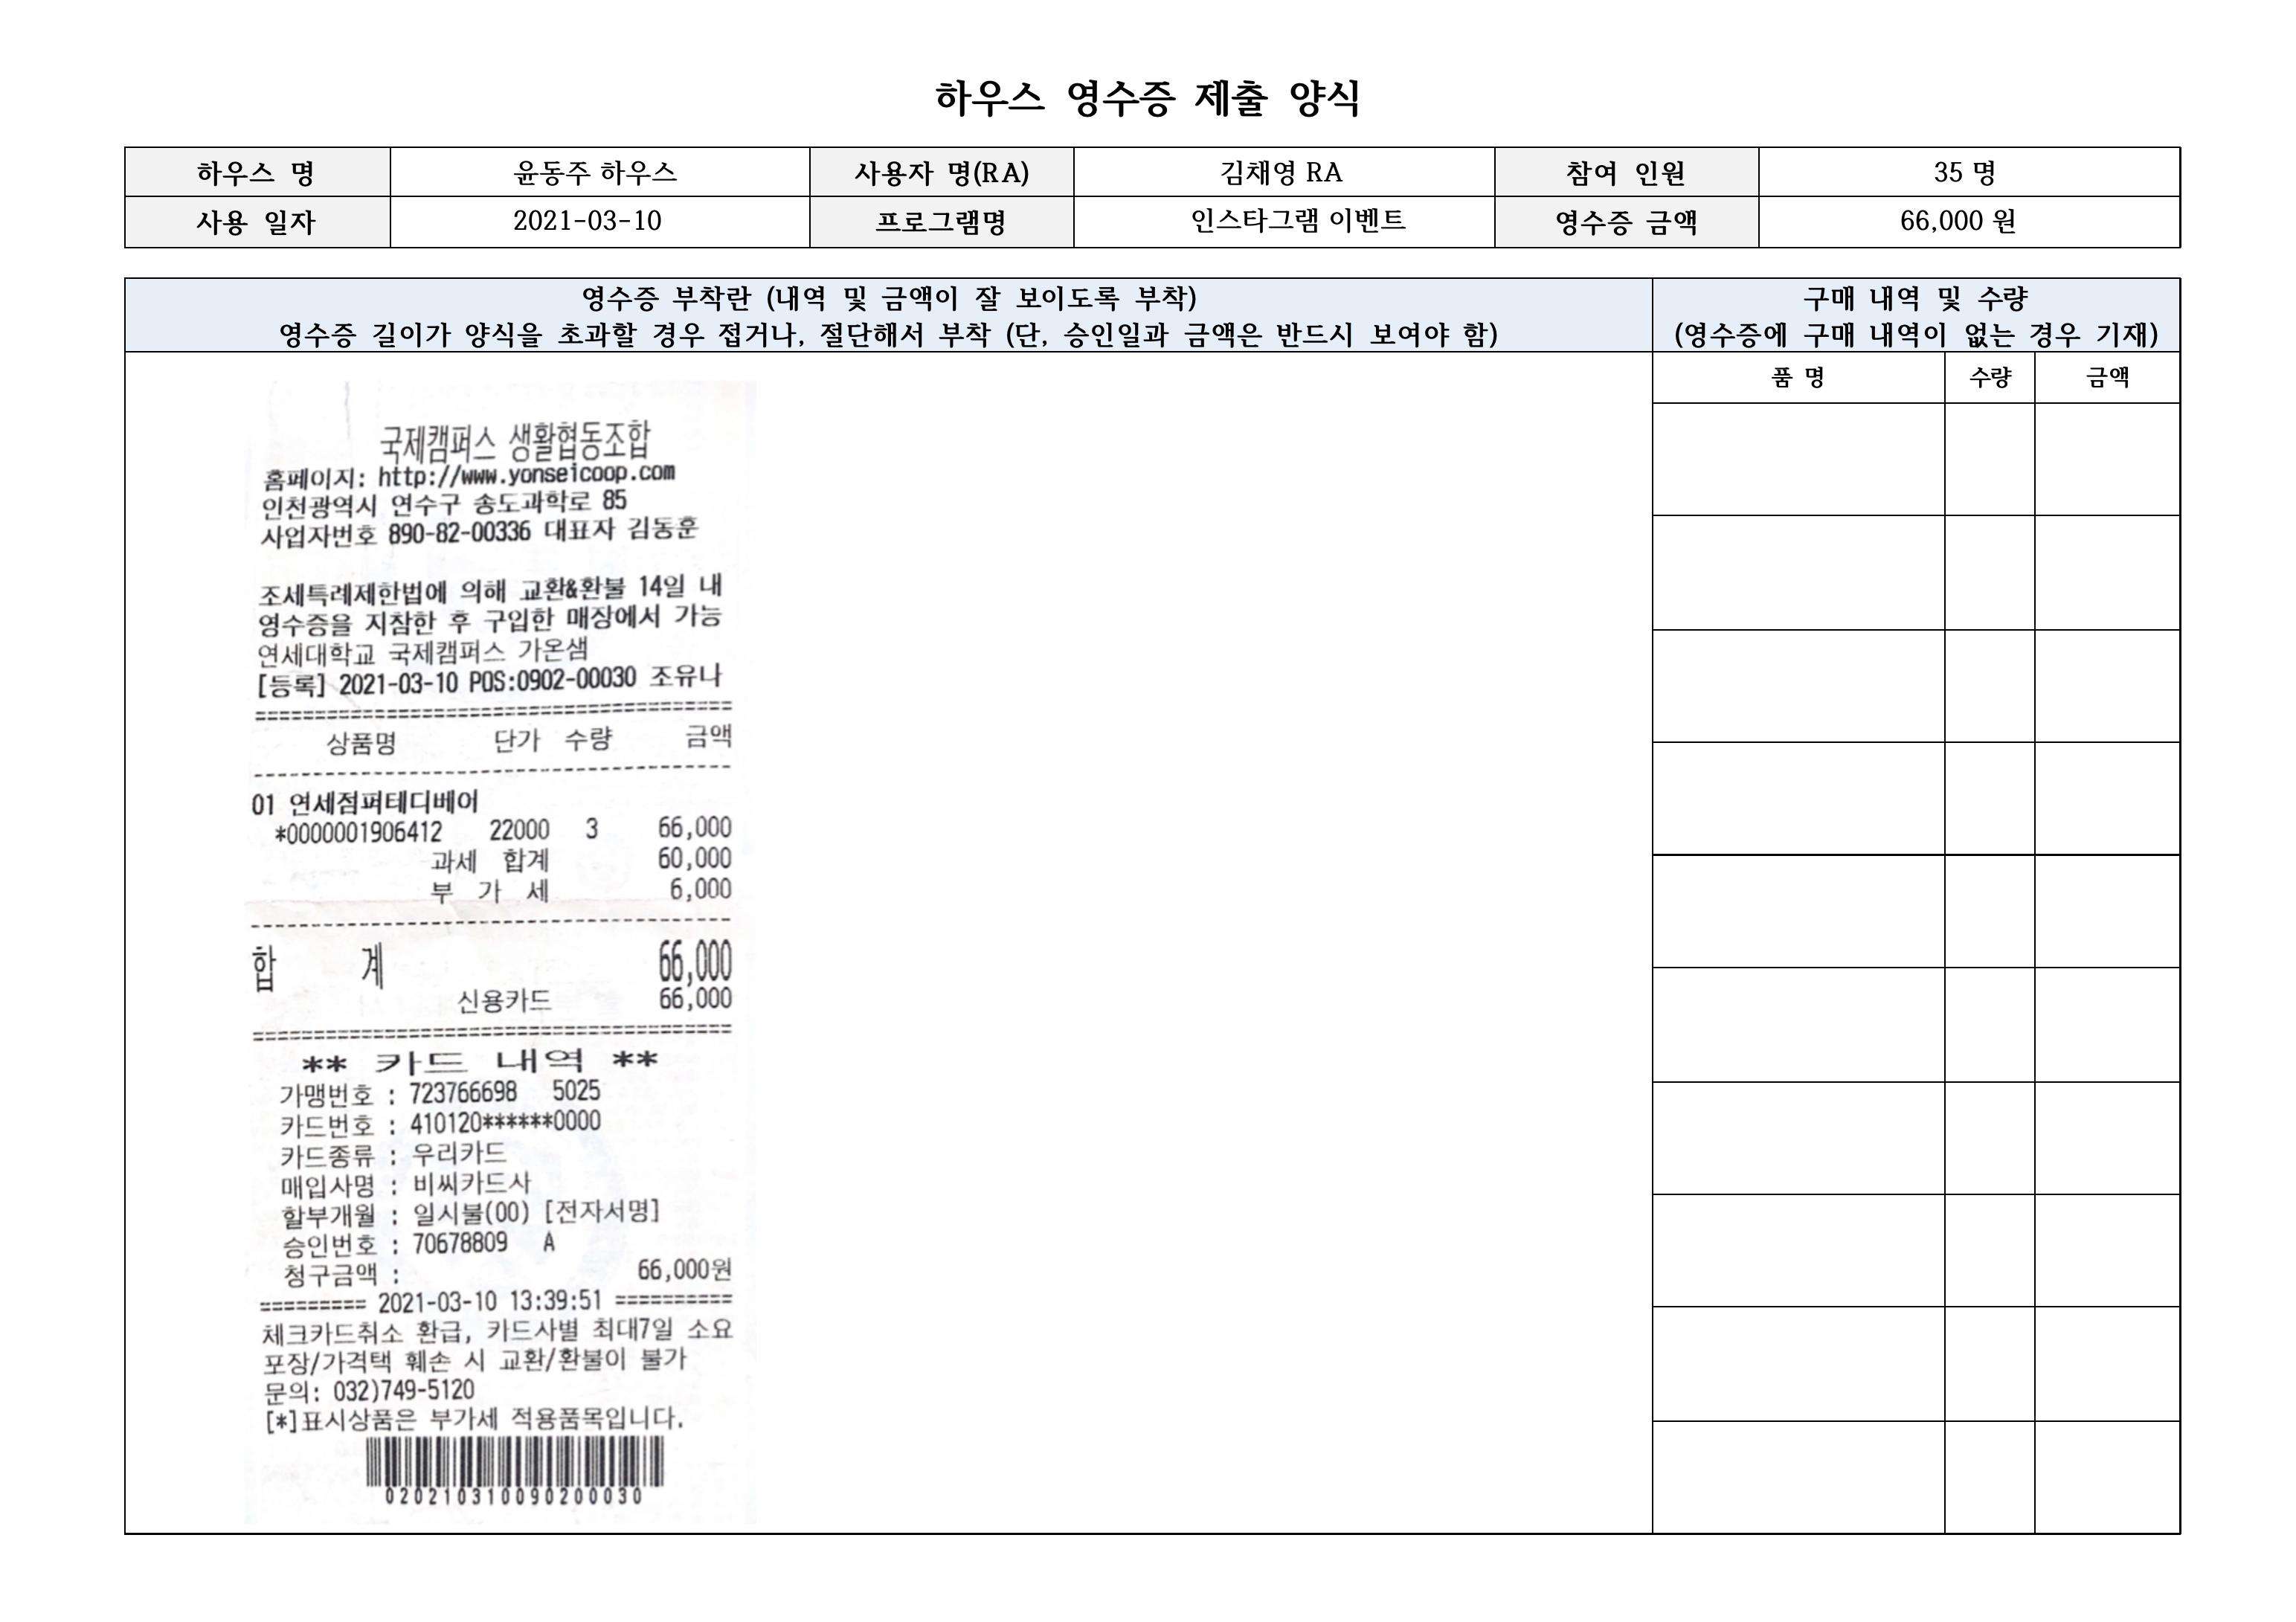 하우스 영수증 제출 양식
하우스 명 윤동주 하우스 사용자 명(RA) 김채영 RA 참여 인원 35 명
사용 일자 2021-03-10 프로그램명 인스타그램 이벤트 영수증 금액 66,000 원
영수증 부착란 (내역 및 금액이 잘 보이도록 부착)
영수증 길이가 양식을 초과할 경우 접거나, 절단해서 부착 (단, 승인일과 금액은 반드시 보여야 함)
구매 내역 및 수량
(영수증에 구매 내역이 없는 경우 기재)
품 명 수량 금액
국제캠퍼스 생활협동조합
홈페이지: http://www.yonseicoop.com
인천광역시 연수구 송도과학로 85
사업자번호 890-82-00336 대표자 김동훈
조세특례제한법에 의해 교환&환불 14일 내
영수증을 지참한 후 구입한 매장에서 가능
연세대학교 국제캠퍼스 가온샘
[등록] 2021-03-10 POS:0902-00030 조유나
상품명 단가 수량 금액
01 연세점퍼테디베어
*0000001906412 22000 3 66,000
과세 합계 60,000
부 가 세 6,000
합 계 66,000
신용카드 66,000
** 카드 내역 **
가맹번호 : 723766698 5025
카드번호 : 410120******0000
카드종류 : 우리카드
매입사명 : 비씨카드사
할부개월 : 일시불(00) [전자서명]
승인번호 : 70678809 A
청구금액 : 66,000원
======= 2021-03-10 13:39:51 ========
체크카드취소 환급, 카드사별 최대7일 소요
포장/가격택 훼손 시 교환/환불이 불가
문의: 032)749-5120
[*]표시상품은 부가세 적용품목입니다.
020210310090200030